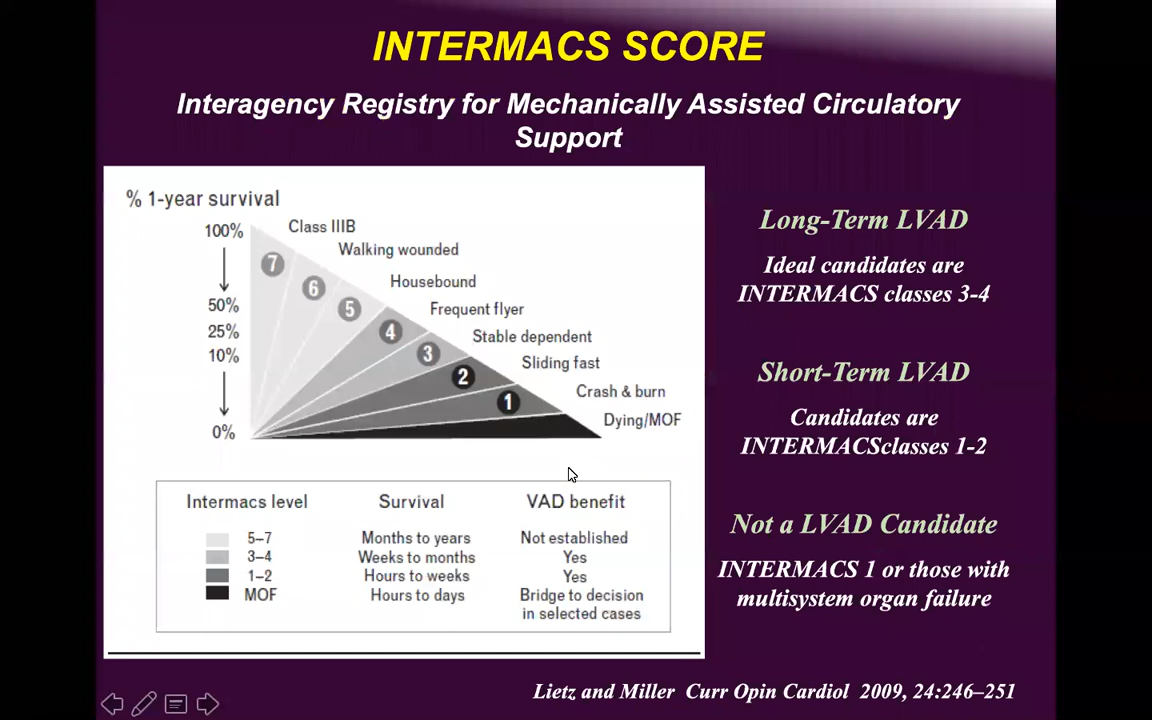 INTERMACS SCORE
Interagency Registry for Mechanically Assisted Circulatory
Support
% 1-year survival
100%
50%
25%
10%
0%
Class IIIB
Walking wounded
Housebound
Frequent flyer
Stable dependent
Sliding fast
Crash & burn
Dying/MOF
7
6
5
4
3
2
1
Intermacs level Survival VAD benefit
5–7 Months to years Not established
3–4 Weeks to months Yes
1–2 Hours to weeks Yes
MOF Hours to days Bridge to decision
in selected cases
Long-Term LVAD
Ideal candidates are
INTERMACS classes 3-4
Short-Term LVAD
Candidates are
INTERMACSclasses 1-2
Not a LVAD Candidate
INTERMACS 1 or those with
multisystem organ failure
Lietz and Miller Curr Opin Cardiol 2009, 24:246–251